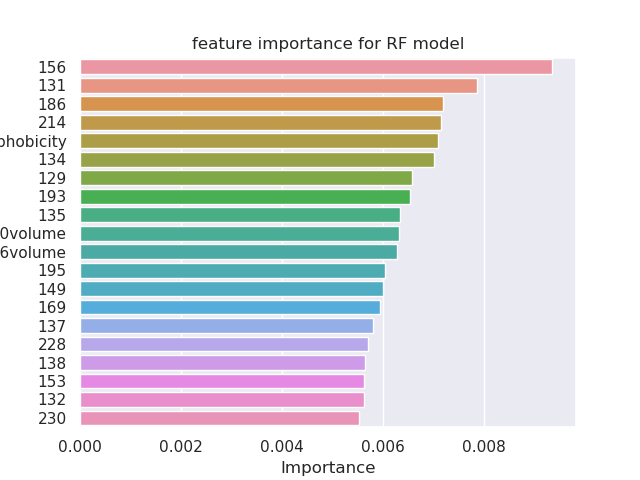 feature importance for RF model
156
131
186
214
phobicity
134
129
193
135
0volume
6volume
195
149
169
137
228
138
153
132
230
0.000 0.002 0.004 0.006 0.008
Importance